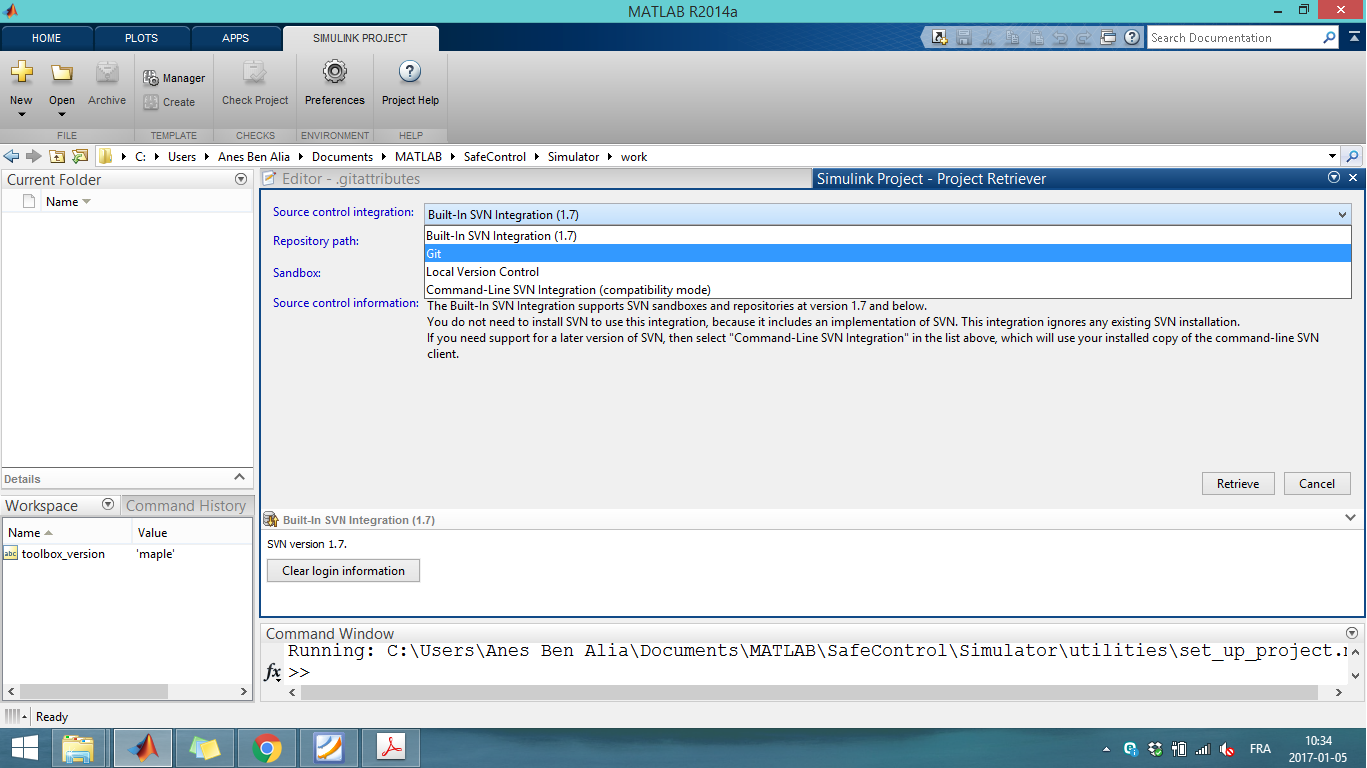 MATLAB R2014a
HOME
PLOTS
APPS
SIMULINK PROJECT
Search Documentation
New
Open
Archive
Manager
Create
Check Project
Preferences
Project Help
FILE
TEMPLATE
CHECKS
ENVIRONMENT
HELP
C: Users Anes Ben Alia Documents MATLAB SafeControl Simulator work
Current Folder
Name
Details
Workspace
Command History
Name Value
abc toolbox_version 'maple'
Editor - .gitattributes
Simulink Project - Project Retriever
Source control integration: Built-In SVN Integration (1.7)
Built-In SVN Integration (1.7)
Repository path:
Git
Sandbox:
Local Version Control
Command-Line SVN Integration (compatibility mode)
Source control information: The Built-In SVN Integration supports SVN sandboxes and repositories at version 1.7 and below.
You do not need to install SVN to use this integration, because it includes an implementation of SVN. This integration ignores any existing SVN installation.
If you need support for a later version of SVN, then select "Command-Line SVN Integration" in the list above, which will use your installed copy of the command-line SVN
client.
Retrieve
Cancel
Built-In SVN Integration (1.7)
SVN version 1.7.
Clear login information
Command Window
Running: C:\Users\Anes Ben Alia\Documents\MATLAB\SafeControl\Simulator\utilities\set_up_project.
fx >>
Ready
FRA
10:34
2017-01-05